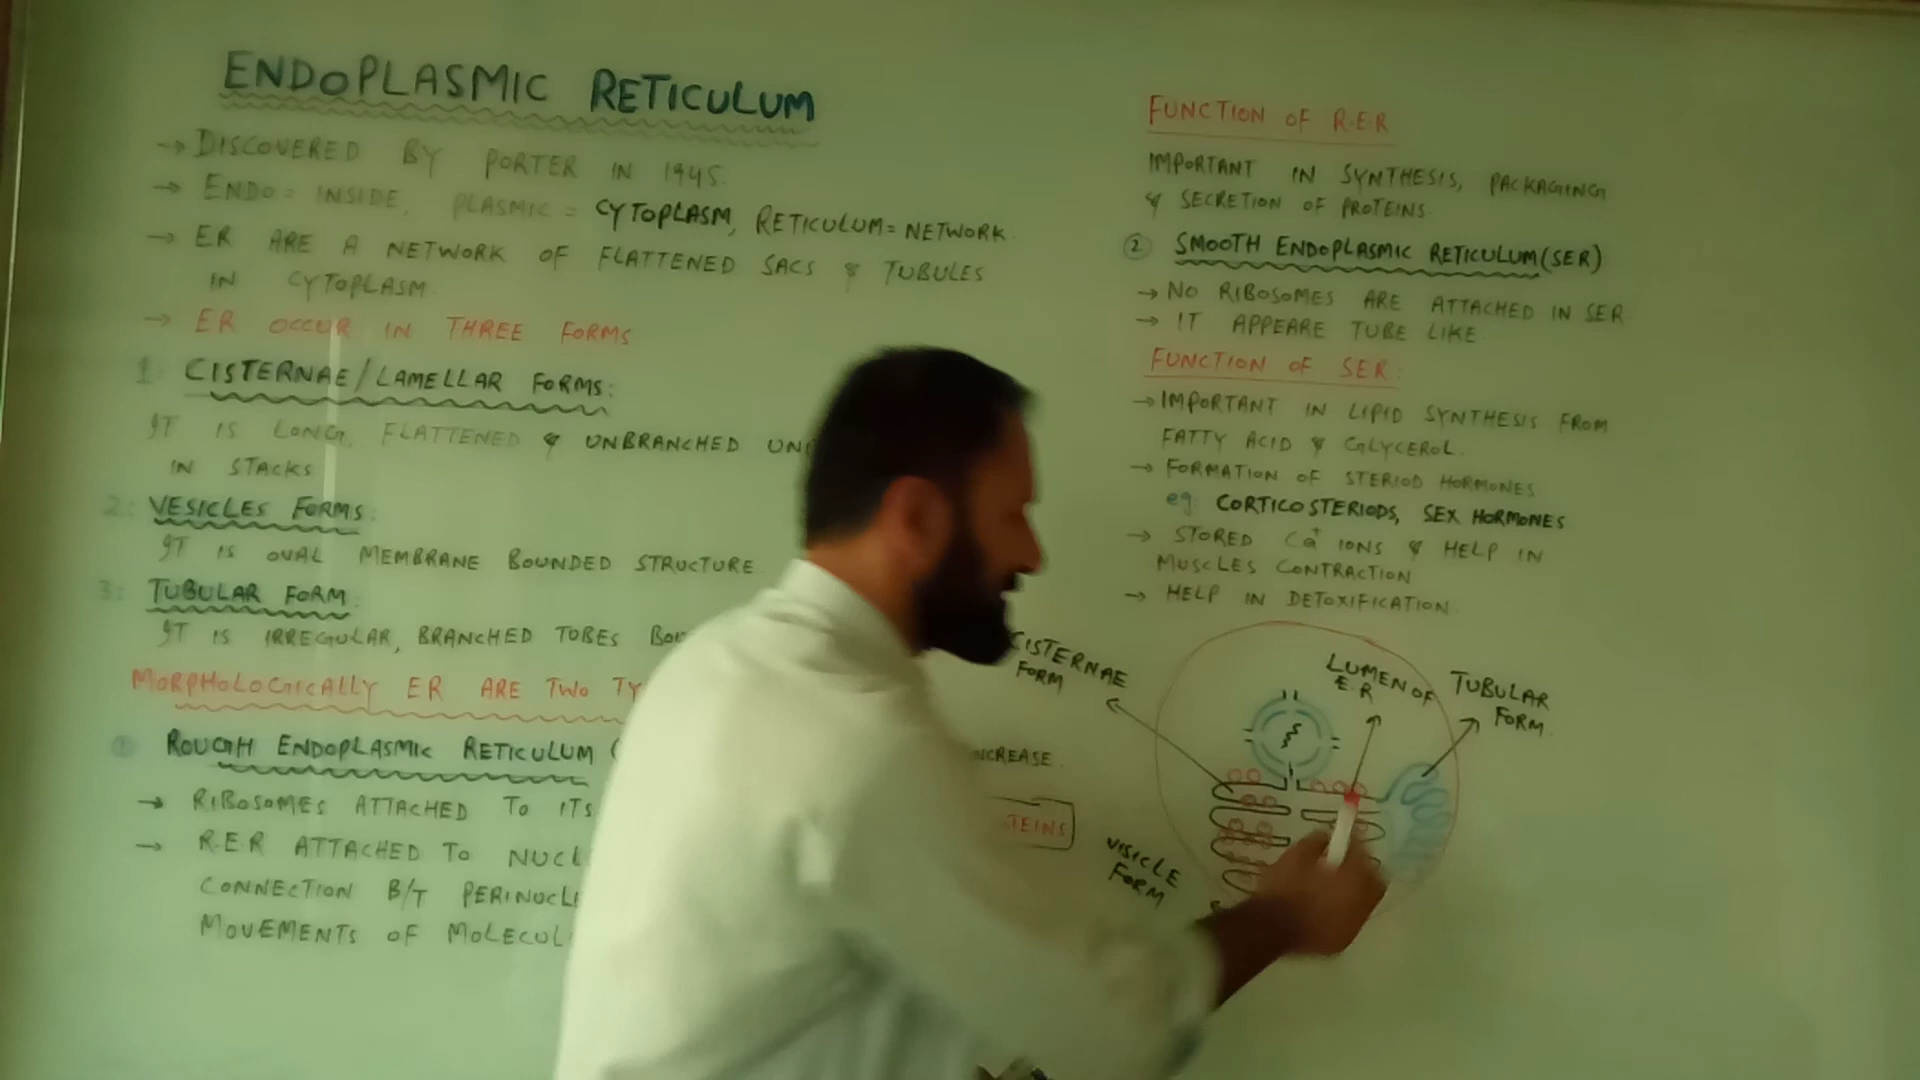 ENDOPLASMIC RETICULUM
→ DISCOVERED BY PORTER IN 1945.
→ ENDO = INSIDE, PLASMIC = CYTOPLASM, RETICULUM = NETWORK.
→ ER ARE A NETWORK OF FLATTENED SACS & TUBULES
IN CYTOPLASM.
→ ER OCCUR IN THREE FORMS
1: CISTERNAE/LAMELLAR FORMS:
IT IS LONG, FLATTENED & UNBRANCHED
IN STACKS
2: VESICLES FORMS:
IT IS OVAL MEMBRANE BOUNDED STRUCTURE.
3: TUBULAR FORM:
IT IS IRREGULAR, BRANCHED TOBES
MORPHOLOGICALLY ER ARE TWO
① ROUGH ENDOPLASMIC RETICULUM (
→ RIBOSOMES ATTACHED TO ITS
→ R.E.R ATTACHED TO
CONNECTION B/T
MOVEMENTS OF
FUNCTION OF R.E.R
IMPORTANT IN SYNTHESIS, PACKAGING
& SECRETION OF PROTEINS.
② SMOOTH ENDOPLASMIC RETICULUM (SER)
→ NO RIBOSOMES ARE ATTACHED IN SER.
→ IT APPEARE TUBE LIKE
FUNCTION OF SER:
→ IMPORTANT IN LIPID SYNTHESIS FROM
FATTY ACID & GLYCEROL.
→ FORMATION OF STERIOD HORMONES
eg: CORTICOSTERIODS, SEX HORMONES
→ STORED Ca⁺ IONS & HELP IN
MUSCLES CONTRACTION
→ HELP IN DETOXIFICATION.
CISTERNAE
FORM
LUMEN OF
E.R
TUBULAR
FORM.
VISICLE
FORM